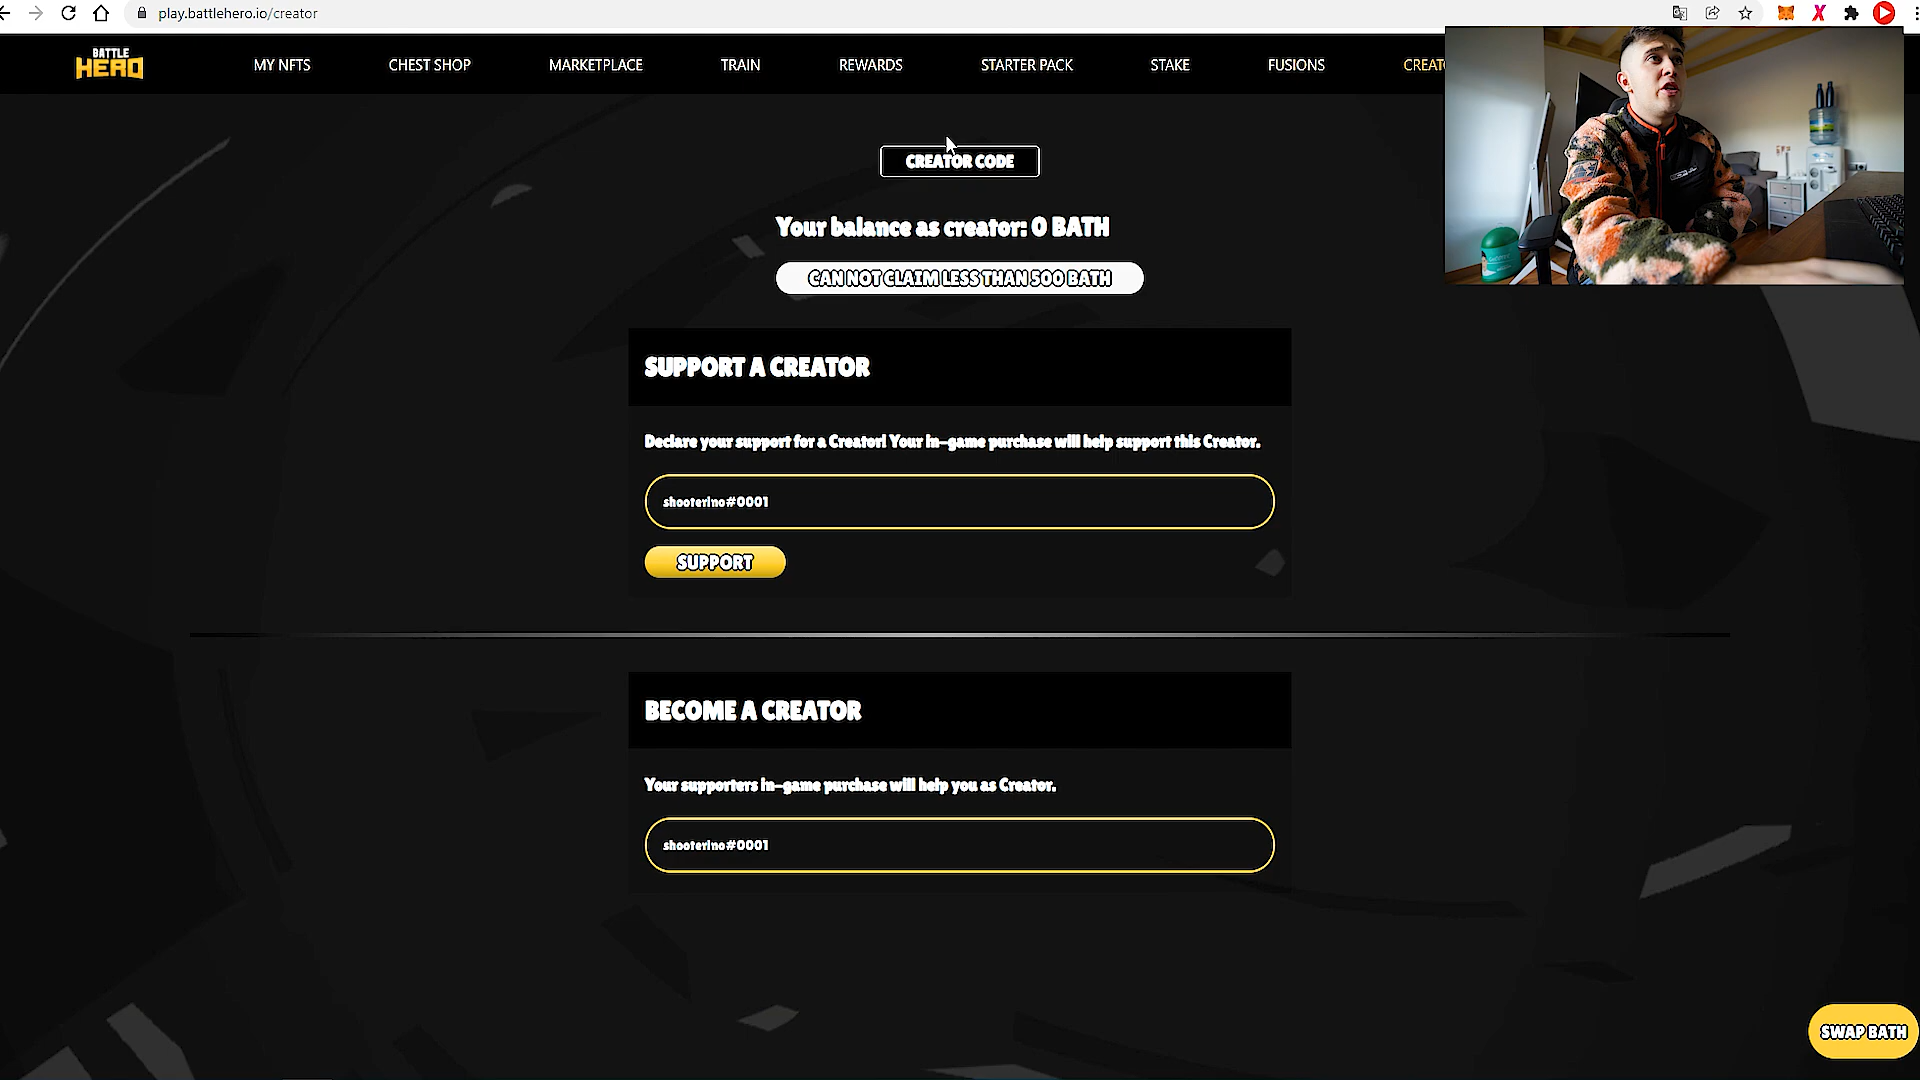 play.battlehero.io/creator
BATTLE
HERO
MY NFTS
CHEST SHOP
MARKETPLACE
TRAIN
REWARDS
STARTER PACK
STAKE
FUSIONS
CREATO
CREATOR CODE
Your balance as creator: 0 BATH
CAN NOT CLAIM LESS THAN 500 BATH
SUPPORT A CREATOR
Declare your support for a Creator! Your in-game purchase will help support this Creator.
shooterino#0001
SUPPORT
BECOME A CREATOR
Your supporters in-game purchase will help you as Creator.
shooterino#0001
SWAP BATH